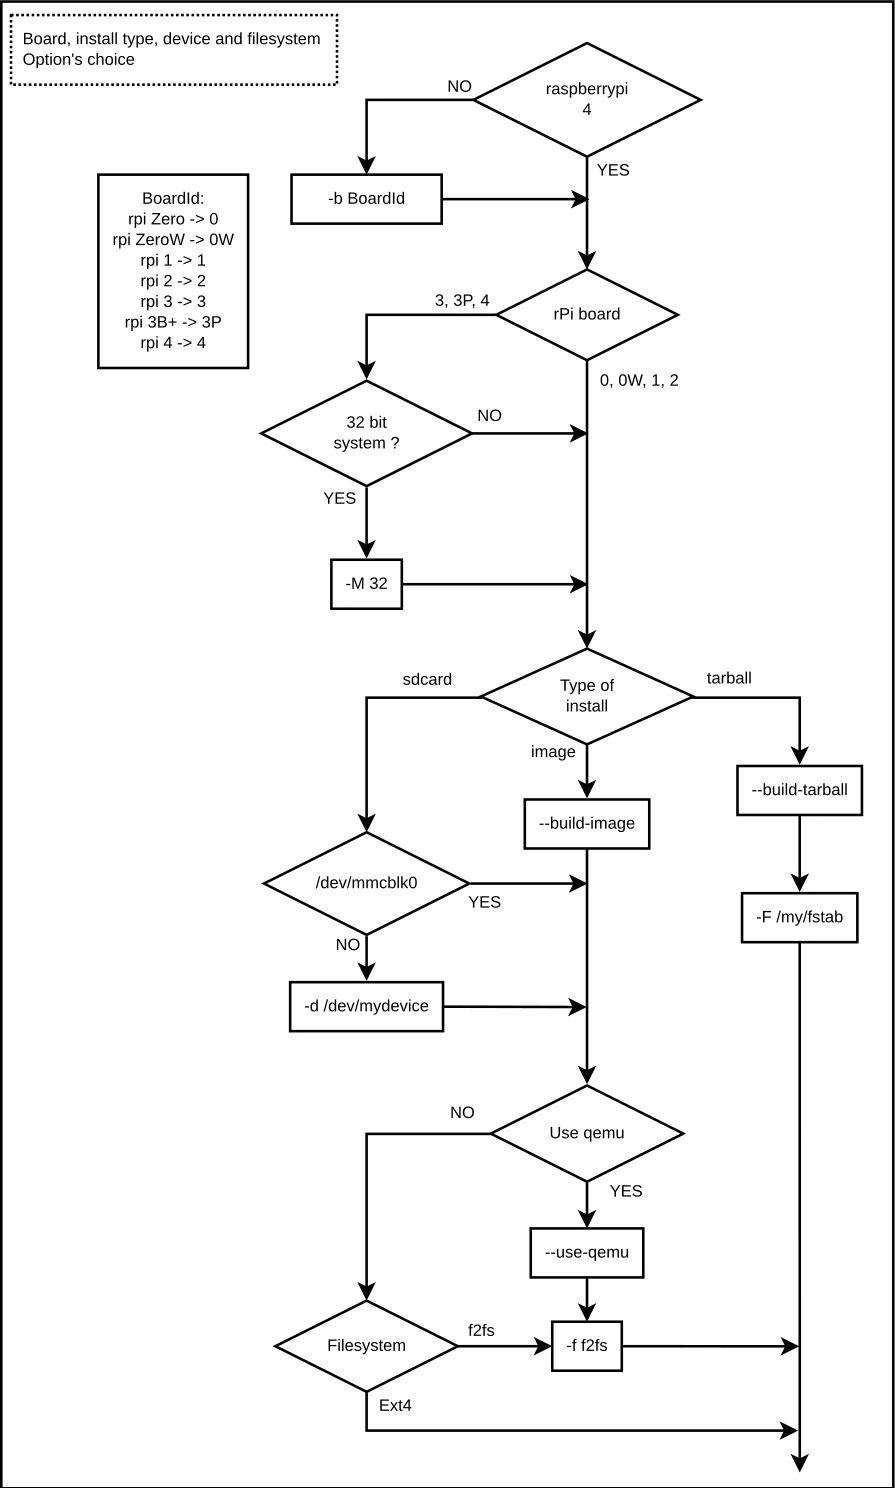 Board, install type, device and filesystem
Option's choice
raspberrypi
4
NO
YES
-b BoardId
BoardId:
rpi Zero -> 0
rpi ZeroW -> 0W
rpi 1 -> 1
rpi 2 -> 2
rpi 3 -> 3
rpi 3B+ -> 3P
rpi 4 -> 4
rPi board
3, 3P, 4
0, 0W, 1, 2
32 bit
system ?
NO
YES
-M 32
Type of
install
sdcard
image
tarball
--build-tarball
--build-image
/dev/mmcblk0
YES
NO
-F /my/fstab
-d /dev/mydevice
Use qemu
NO
YES
--use-qemu
Filesystem
f2fs
-f f2fs
Ext4